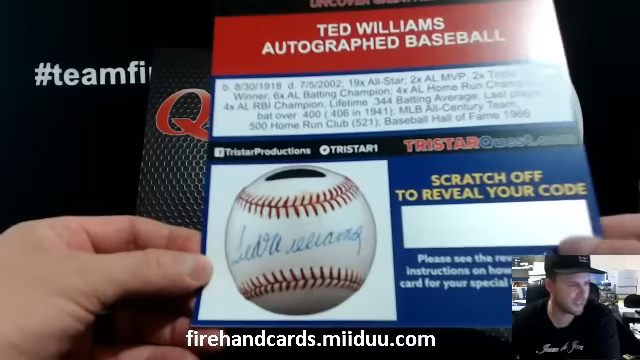 TED WILLIAMS
AUTOGRAPHED BASEBALL
#teamfi
b. 8/30/1918 d. 7/5/2002; 19x All-Star; 2x AL MVP; 2x Triple
Winner; 6x AL Batting Champion; 4x AL Home Run Champion
4x AL RBI Champion; Lifetime .344 Batting Average; Last player
bat over .400 (.406 in 1941); MLB All-Century Team,
500 Home Run Club (521); Baseball Hall of Fame 1966
TristarProductions TRISTAR1 TRISTARQuest.com
SCRATCH OFF
TO REVEAL YOUR CODE
Ted Williams
Please see the rev
instructions on how
card for your special
firehandcards.miiduu.com